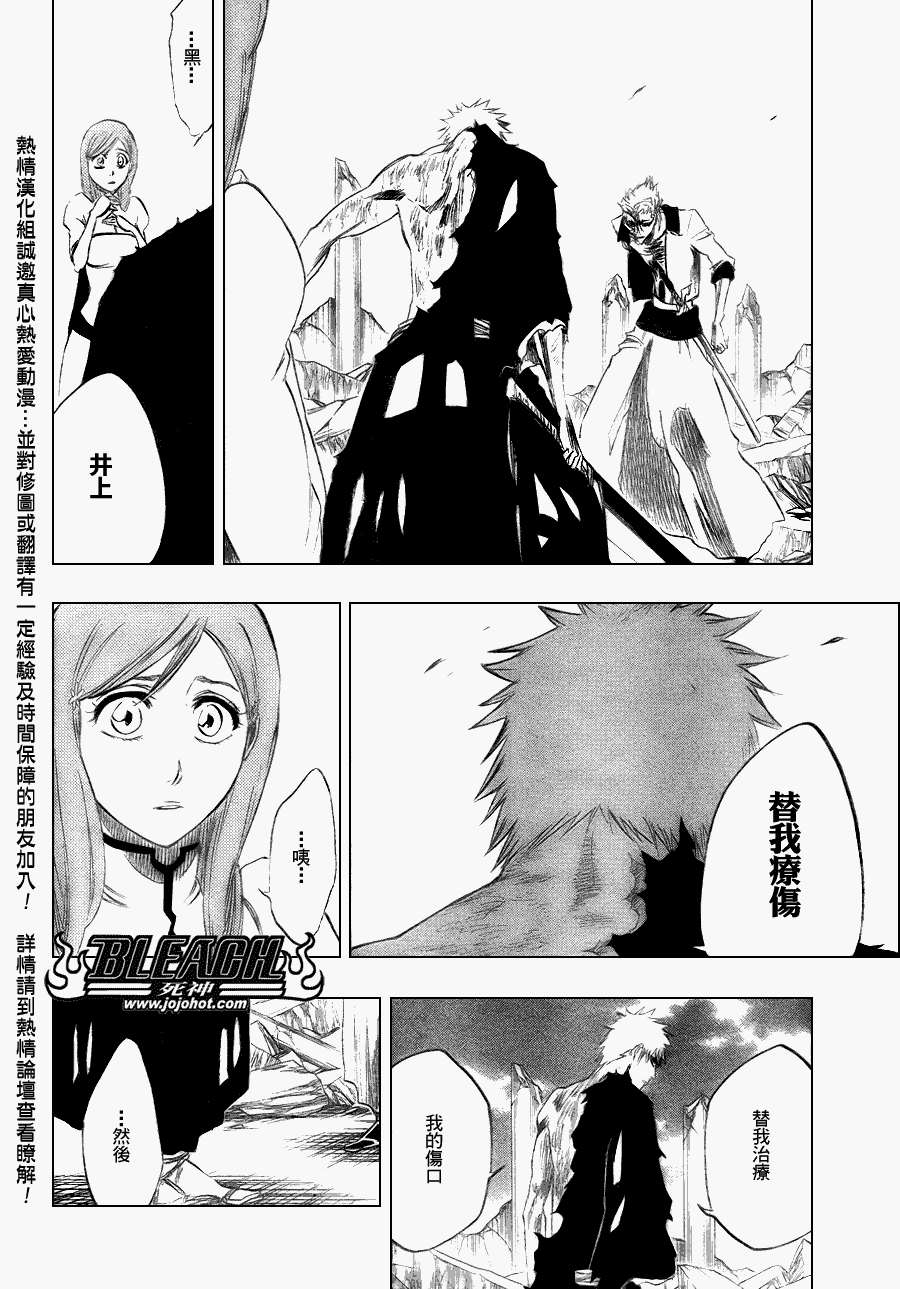 …黑…
井上
替我療傷
…咦…
替我治療
我的傷口
…然後
BLEACH
死神
www.jojohot.com
熱情漢化組誠邀真心熱愛動漫…並對修圖或翻譯有一定經驗及時間保障的朋友加入！ 詳情請到熱情論壇查看瞭解！